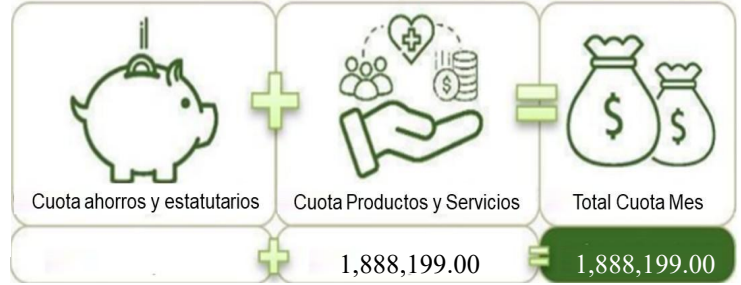 Cuota ahorros y estatutarios Cuota Productos y Servicios Total Cuota Mes
+ 1,888,199.00 = 1,888,199.00